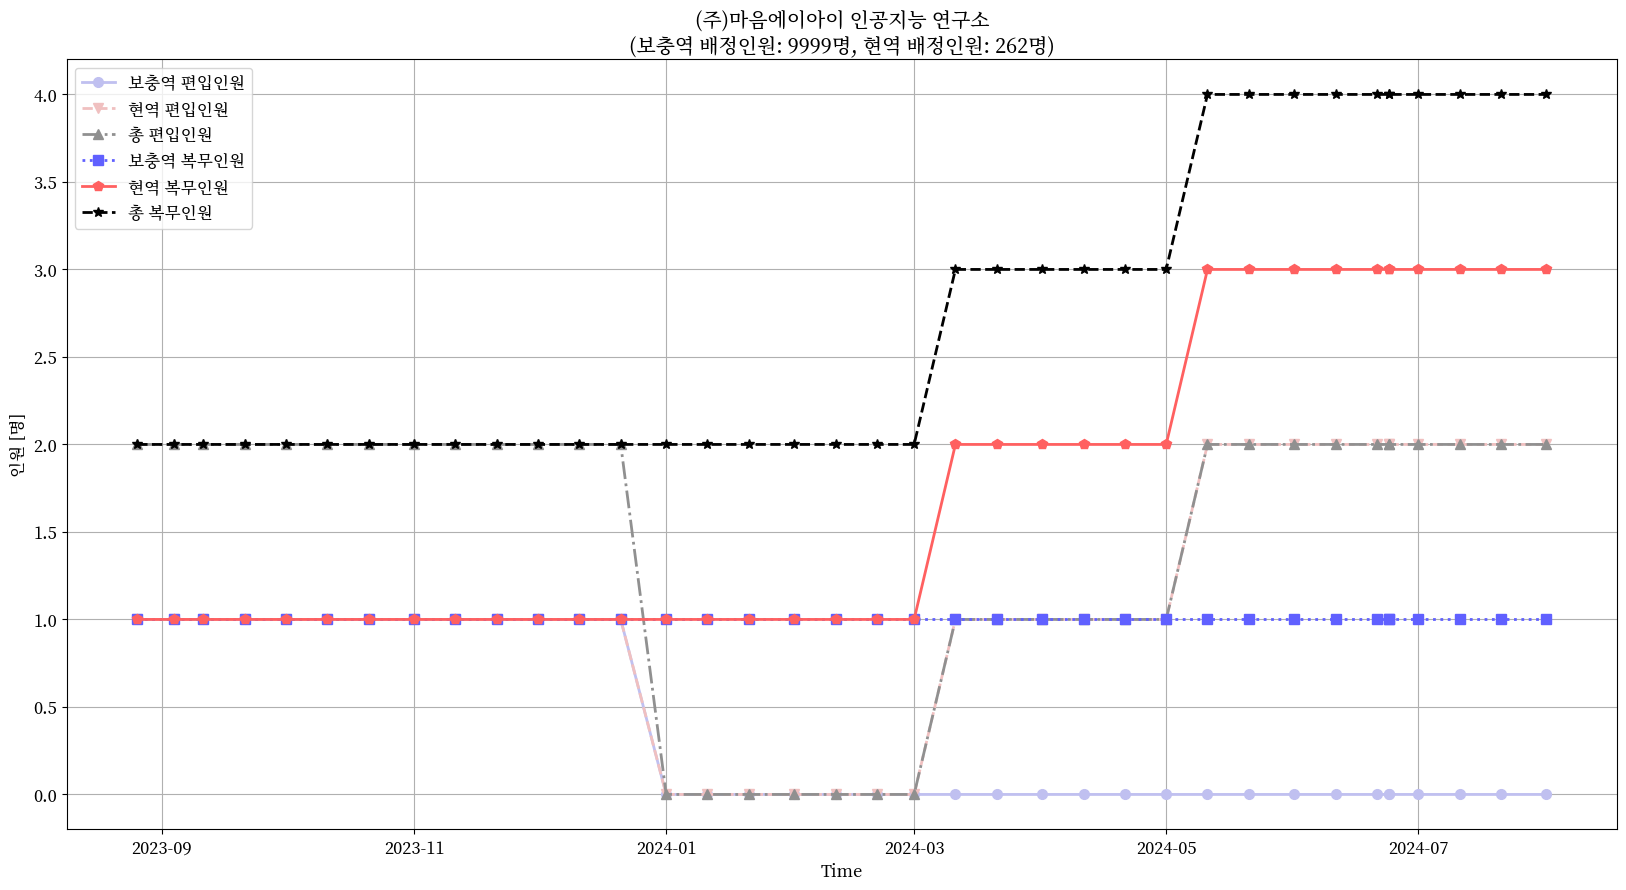 (주)마음에이아이 인공지능 연구소
(보충역 배정인원: 9999명, 현역 배정인원: 262명)
보충역 편입인원
현역 편입인원
총 편입인원
보충역 복무인원
현역 복무인원
총 복무인원
4.0
3.5
3.0
2.5
2.0
1.5
1.0
0.5
0.0
인원 [명]
2023-09 2023-11 2024-01 2024-03 2024-05 2024-07
Time